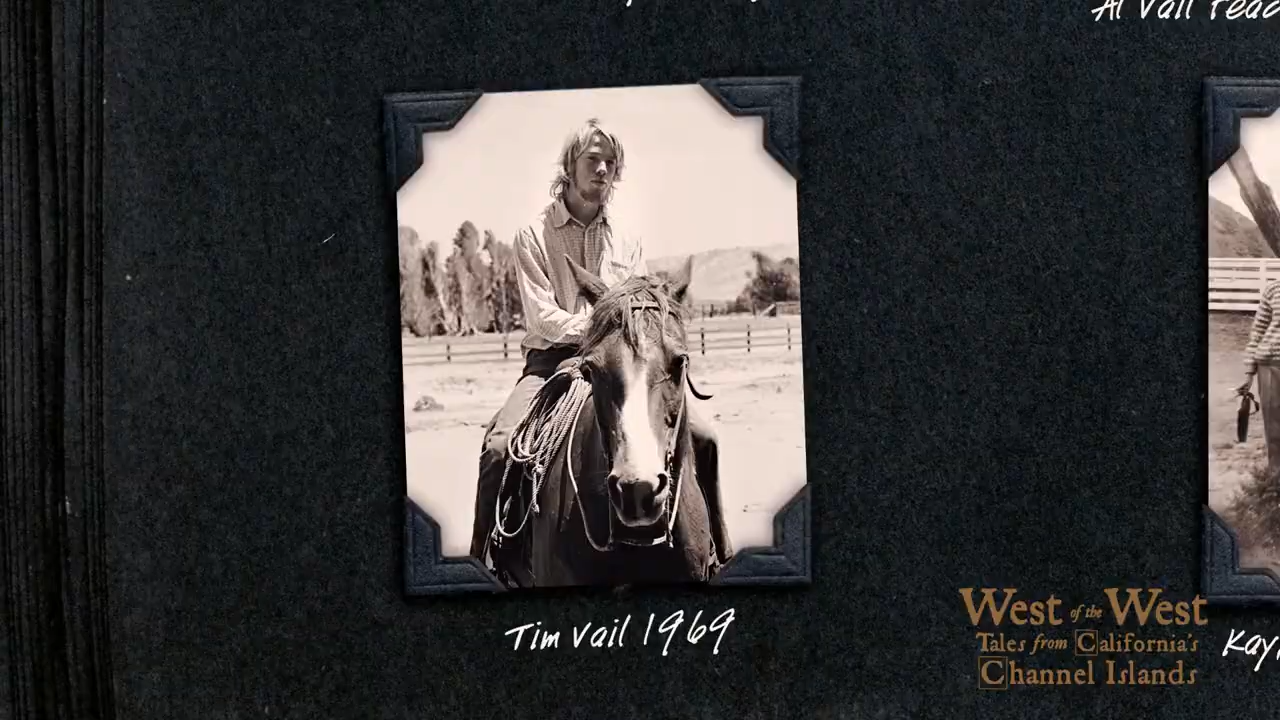 Al Vail
Tim Vail 1969
West of the West
Tales from California's
Channel Islands